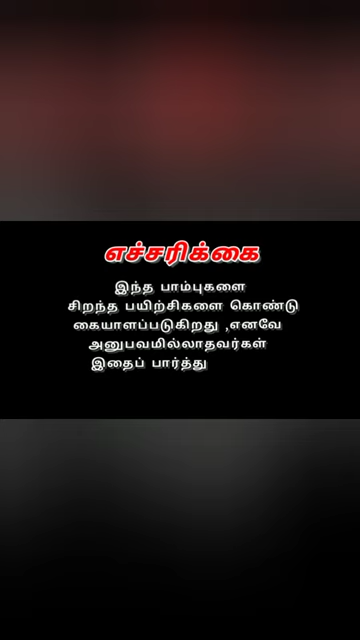 எச்சரிக்கை
இந்த பாம்புகளை
சிறந்த பயிற்சிகளை கொண்டு
கையாளப்படுகிறது ,எனவே
அனுபவமில்லாதவர்கள்
இதைப் பார்த்து